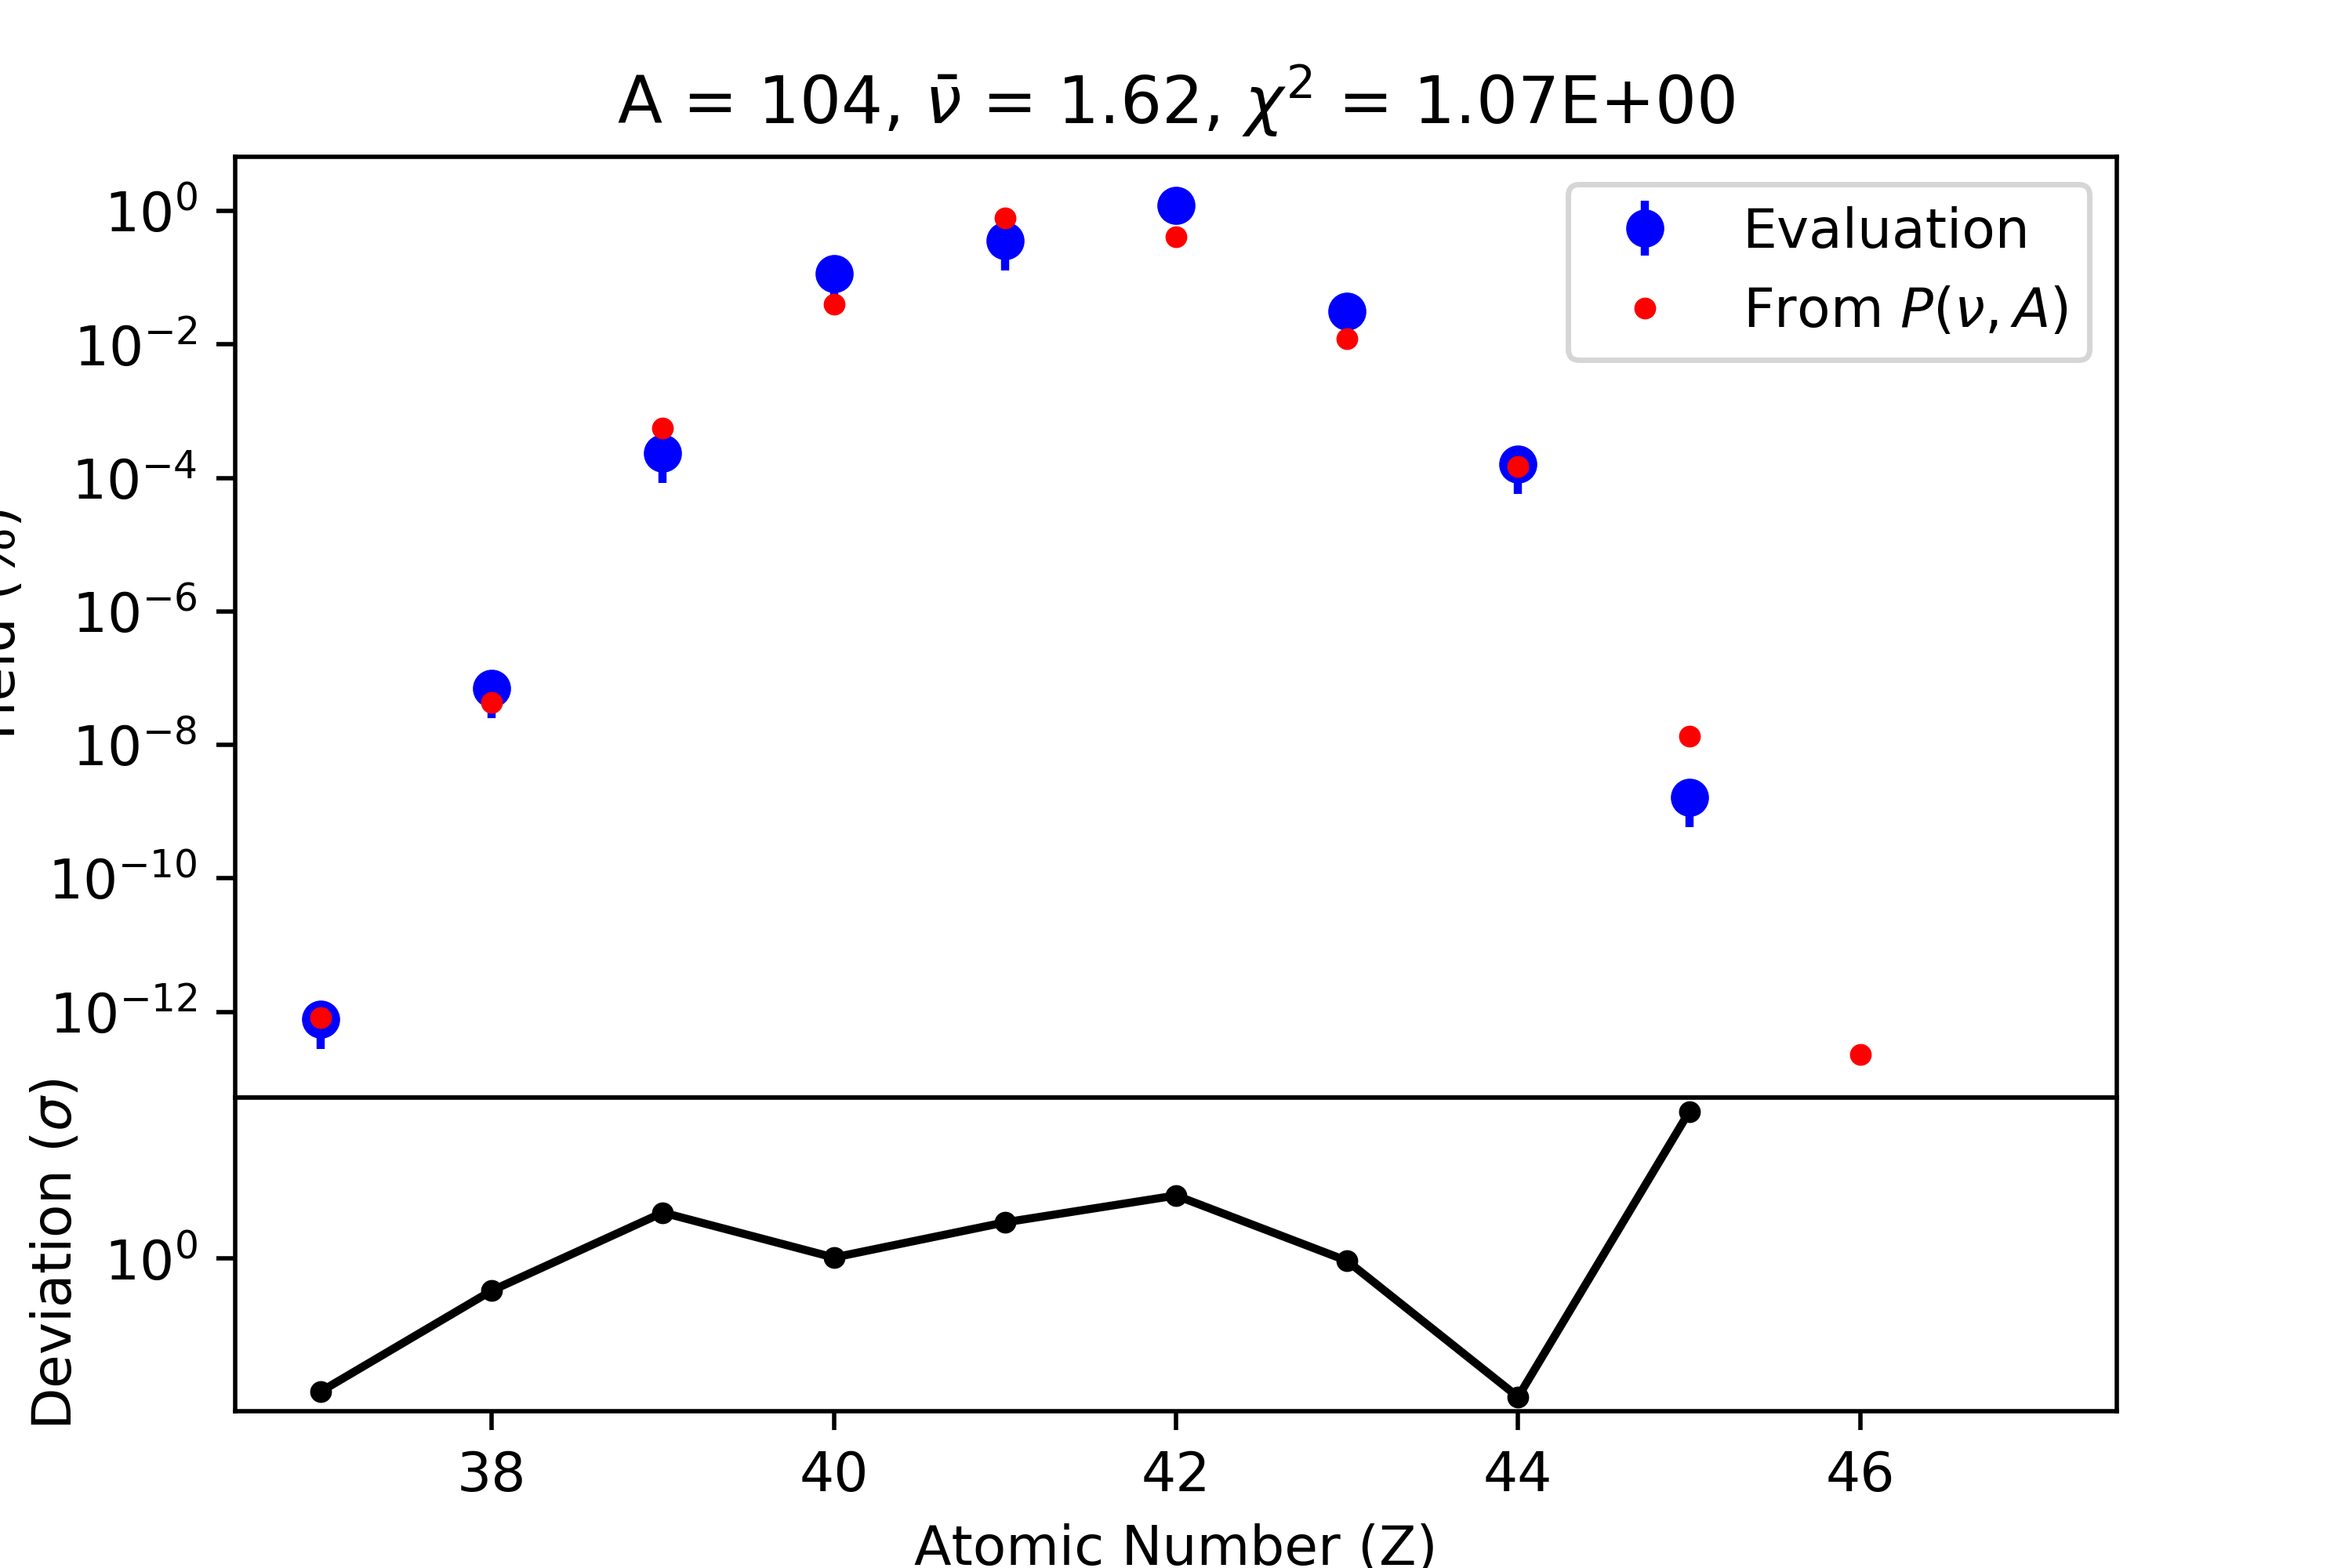 A = 104, ν̄ = 1.62, χ² = 1.07E+00
Evaluation
From P(ν, A)
10⁰
10⁻²
10⁻⁴
10⁻⁶
10⁻⁸
10⁻¹⁰
10⁻¹²
(%)
Deviation (σ)
10⁰
38 40 42 44 46
Atomic Number (Z)